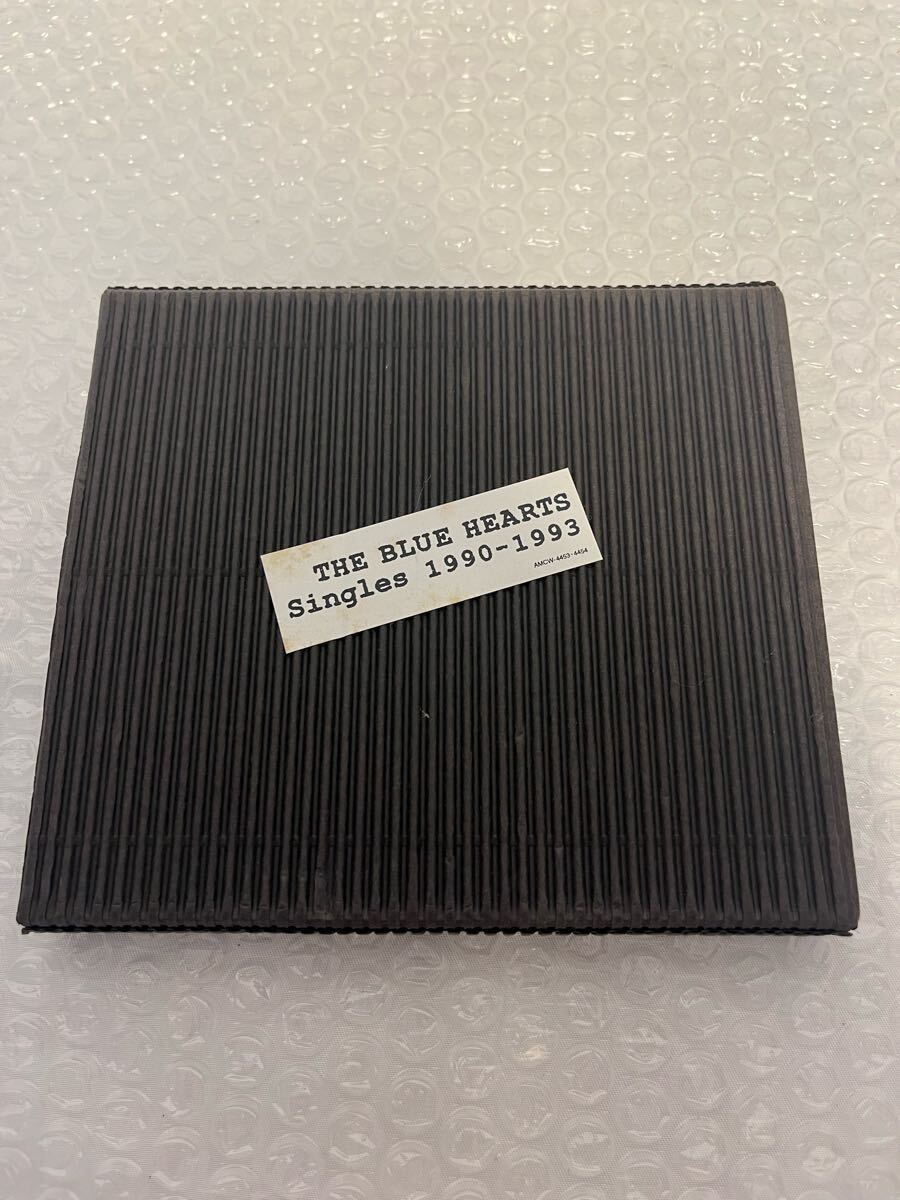 THE BLUE HEARTS
Singles 1990-1993
AMCW-4453·4454